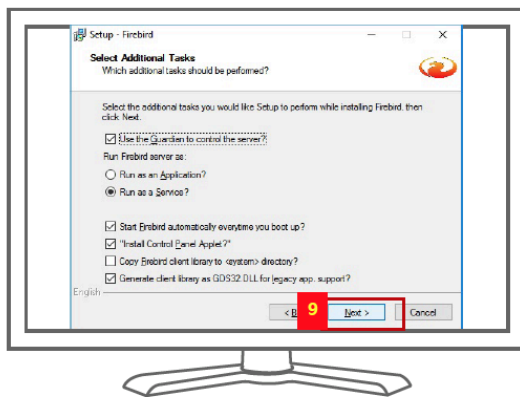 Setup - Firebird
Select Additional Tasks
Which additional tasks should be performed?
Select the additional tasks you would like Setup to perform while installing Firebird, then
click Next.
Use the Guardian to control the server?
Run Firebird server as:
Run as an Application?
Run as a Service?
Start Firebird automatically everytime you boot up?
"Install Control Panel Applet?"
Copy Firebird client library to <system> directory?
Generate client library as GDS32.DLL for legacy app. support?
English
< B 9 Next > Cancel